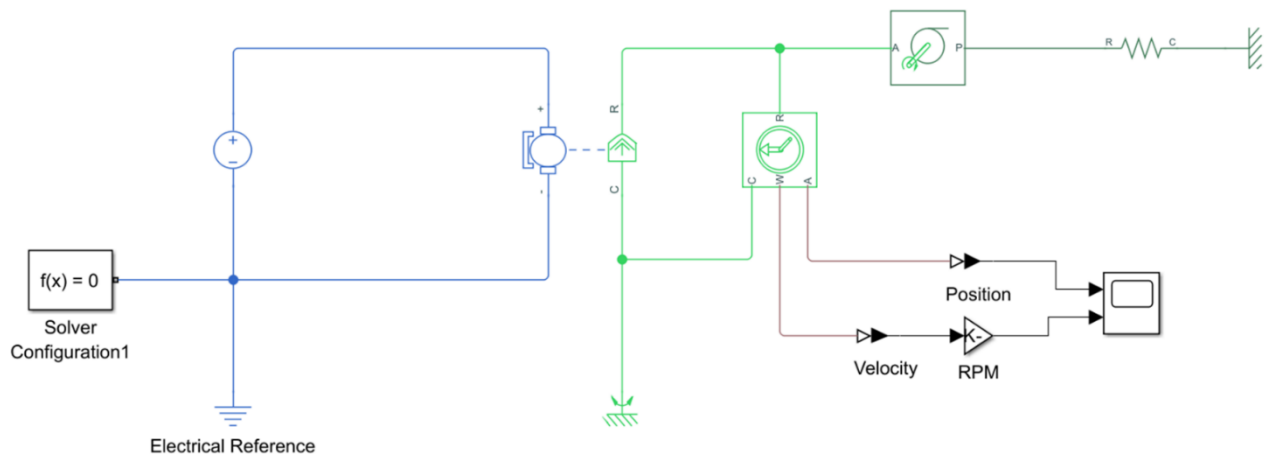 A
P
R
C
+
R
R
+
−
C
W
A
-
C
f(x) = 0
Solver
Configuration1
Position
K-
Velocity
RPM
Electrical Reference